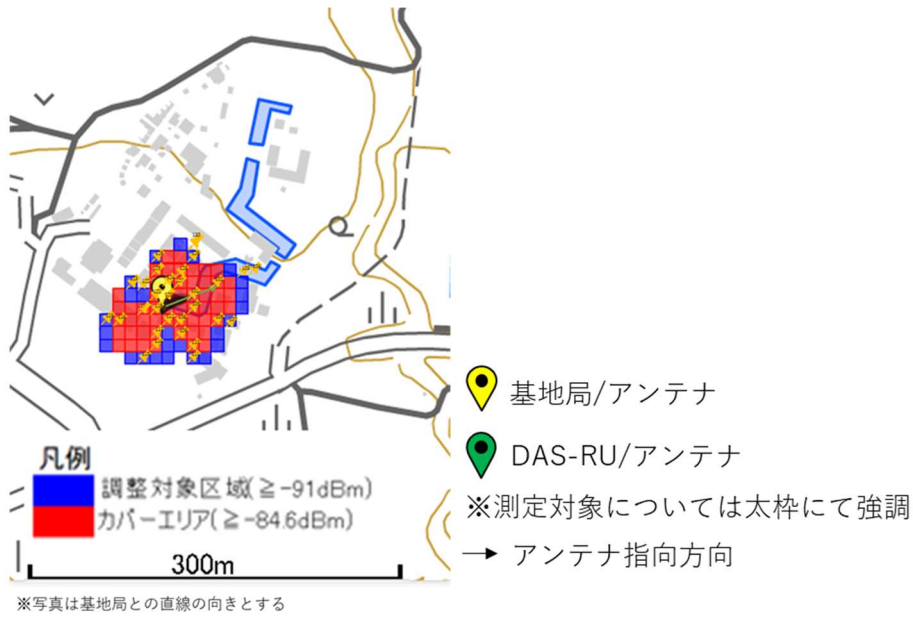 凡例
調整対象区域(≧-91dBm)
カバーエリア(≧-84.6dBm)
300m
※写真は基地局との直線の向きとする
基地局/アンテナ
DAS-RU/アンテナ
※測定対象については太枠にて強調
アンテナ指向方向